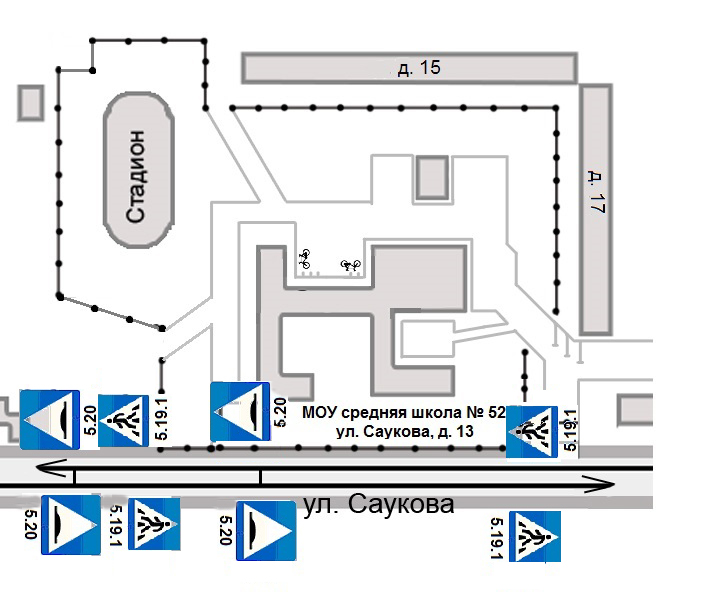 д. 15
Стадион
д. 17
5.20
5.19.1
5.20
МОУ средняя школа № 52
ул. Саукова, д. 13
5.19.1
ул. Саукова
5.20
5.19.1
5.20
5.19.1